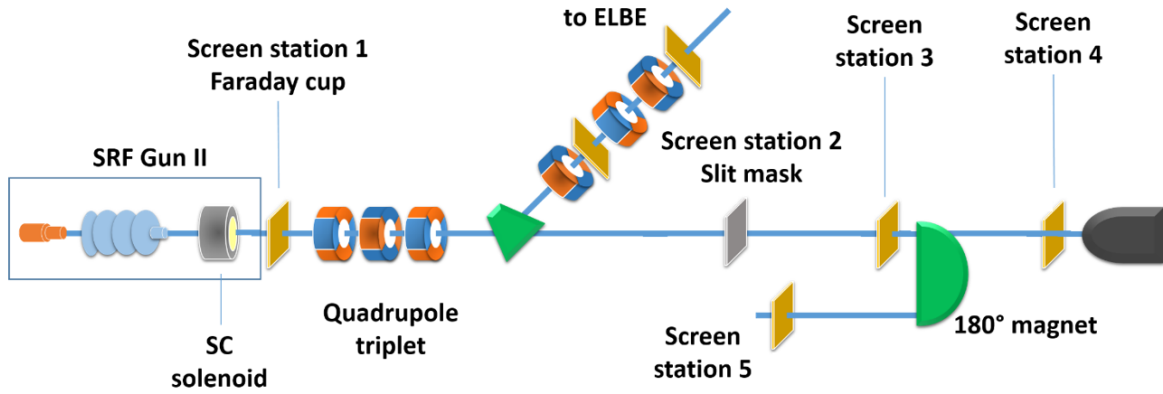 to ELBE
Screen station 1
Faraday cup
Screen
station 3
Screen
station 4
SRF Gun II
Screen station 2
Slit mask
Quadrupole
triplet
SC
solenoid
Screen
station 5
180° magnet